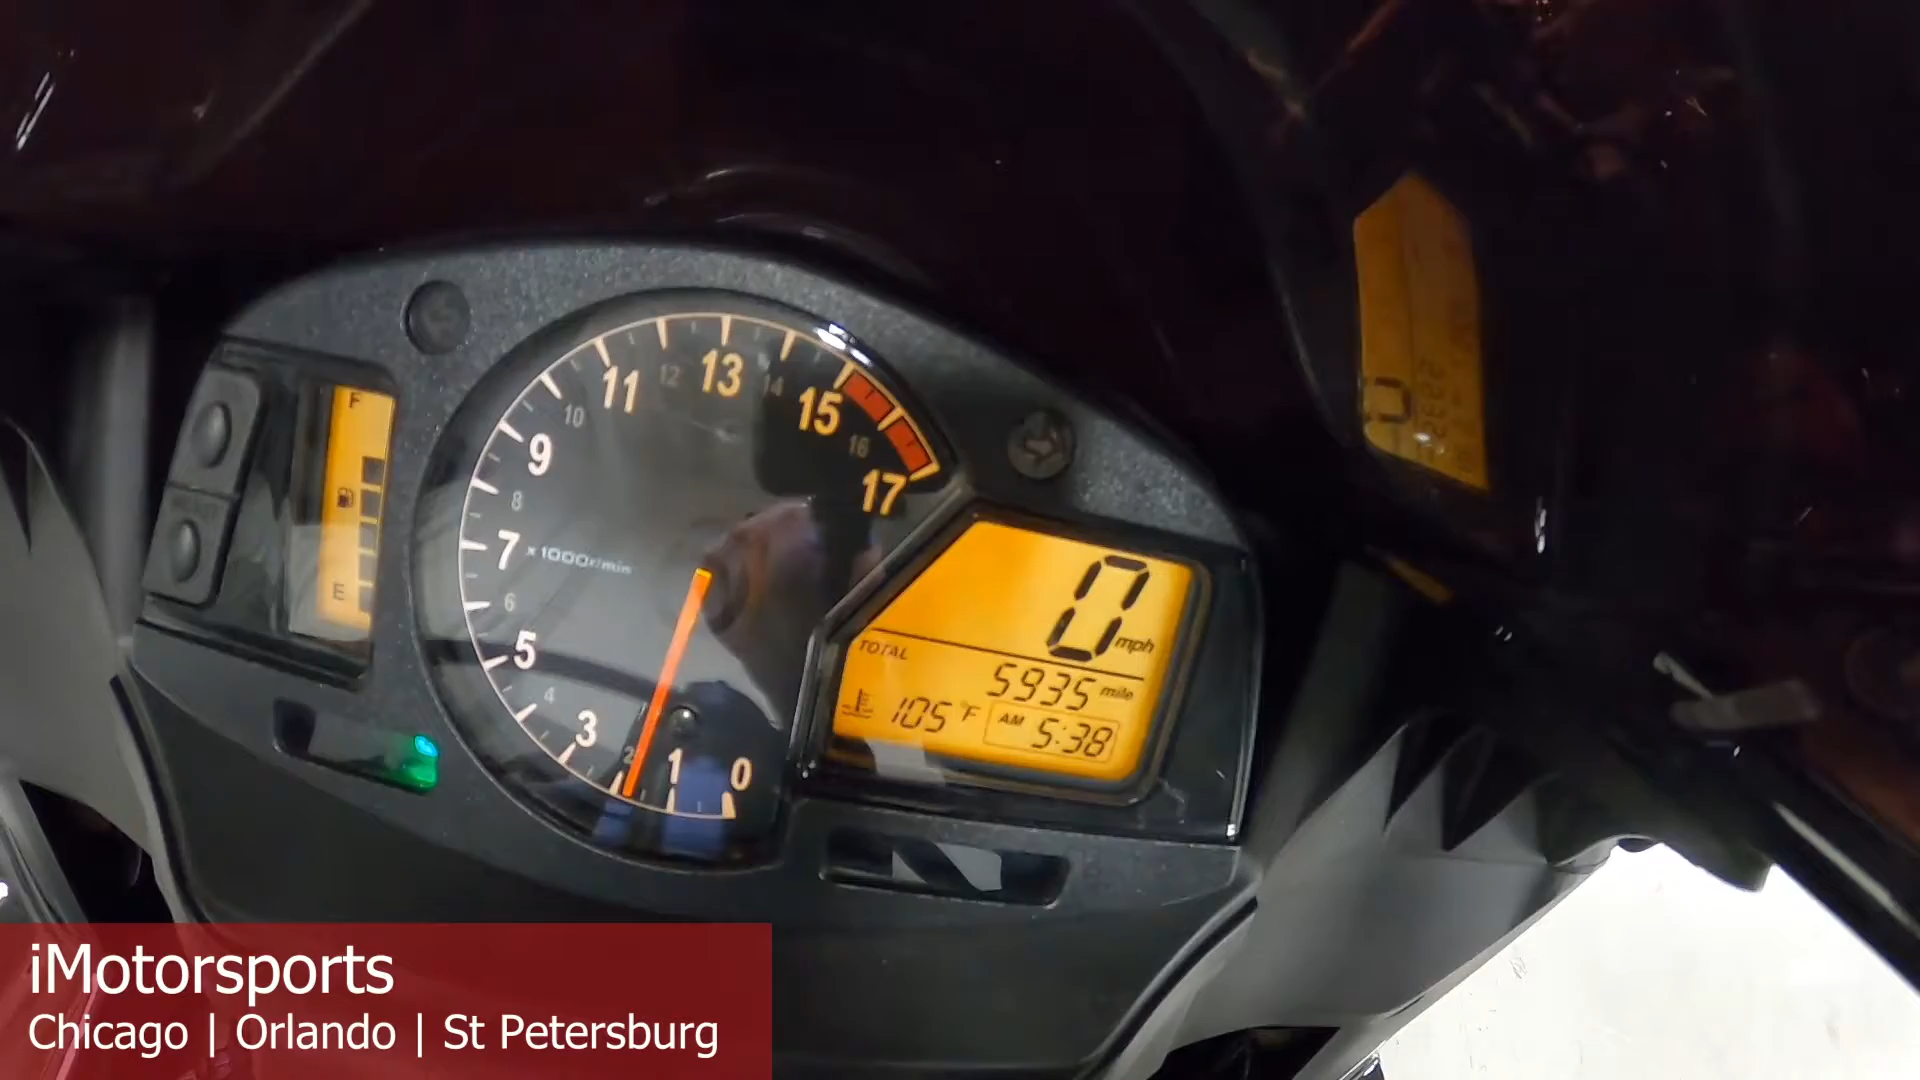 F
E
11 12 13 14
10 15
9 16
8 17
7 x 1000r/min
6
5
4
3
2 1 0
0 mph
TOTAL
5935 mile
105 °F AM 5:38
iMotorsports
Chicago | Orlando | St Petersburg